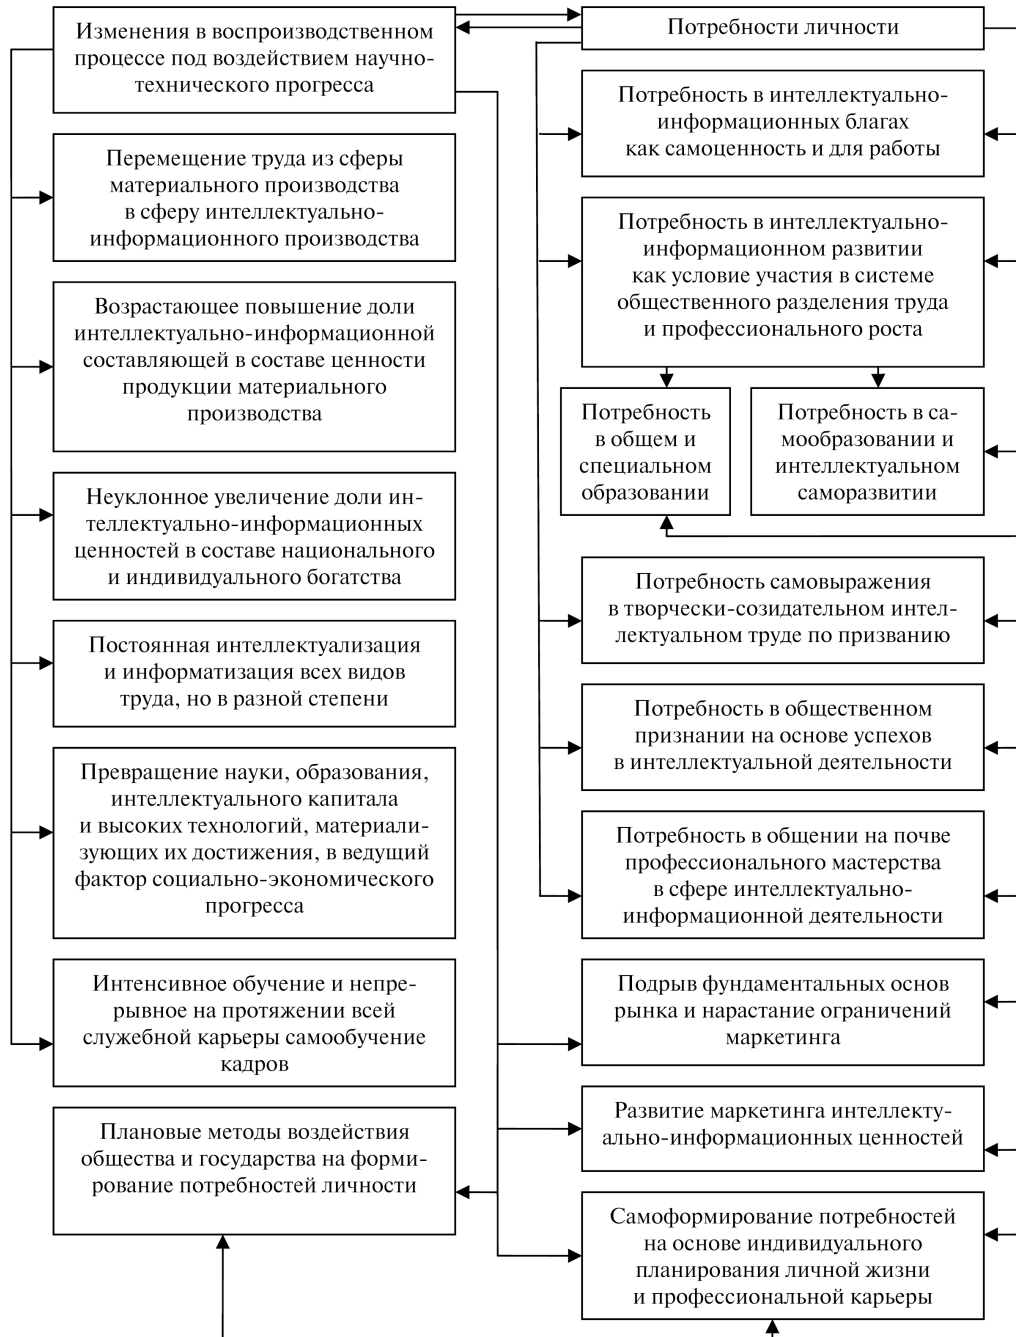 Изменения в воспроизводственном
процессе под воздействием научно-
технического прогресса
Перемещение труда из сферы
материального производства
в сферу интеллектуально-
информационного производства
Возрастающее повышение доли
интеллектуально-информационной
составляющей в составе ценности
продукции материального
производства
Неуклонное увеличение доли ин-
теллектуально-информационных
ценностей в составе национального
и индивидуального богатства
Постоянная интеллектуализация
и информатизация всех видов
труда, но в разной степени
Превращение науки, образования,
интеллектуального капитала
и высоких технологий, материали-
зующих их достижения, в ведущий
фактор социально-экономического
прогресса
Интенсивное обучение и непре-
рывное на протяжении всей
служебной карьеры самообучение
кадров
Плановые методы воздействия
общества и государства на форми-
рование потребностей личности
Потребности личности
Потребность в интеллектуально-
информационных благах
как самоценность и для работы
Потребность в интеллектуально-
информационном развитии
как условие участия в системе
общественного разделения труда
и профессионального роста
Потребность
в общем и
специальном
образовании
Потребность в са-
мообразовании и
интеллектуальном
саморазвитии
Потребность самовыражения
в творчески-созидательном интел-
лектуальном труде по призванию
Потребность в общественном
признании на основе успехов
в интеллектуальной деятельности
Потребность в общении на почве
профессионального мастерства
в сфере интеллектуально-
информационной деятельности
Подрыв фундаментальных основ
рынка и нарастание ограничений
маркетинга
Развитие маркетинга интеллекту-
ально-информационных ценностей
Самоформирование потребностей
на основе индивидуального
планирования личной жизни
и профессиональной карьеры